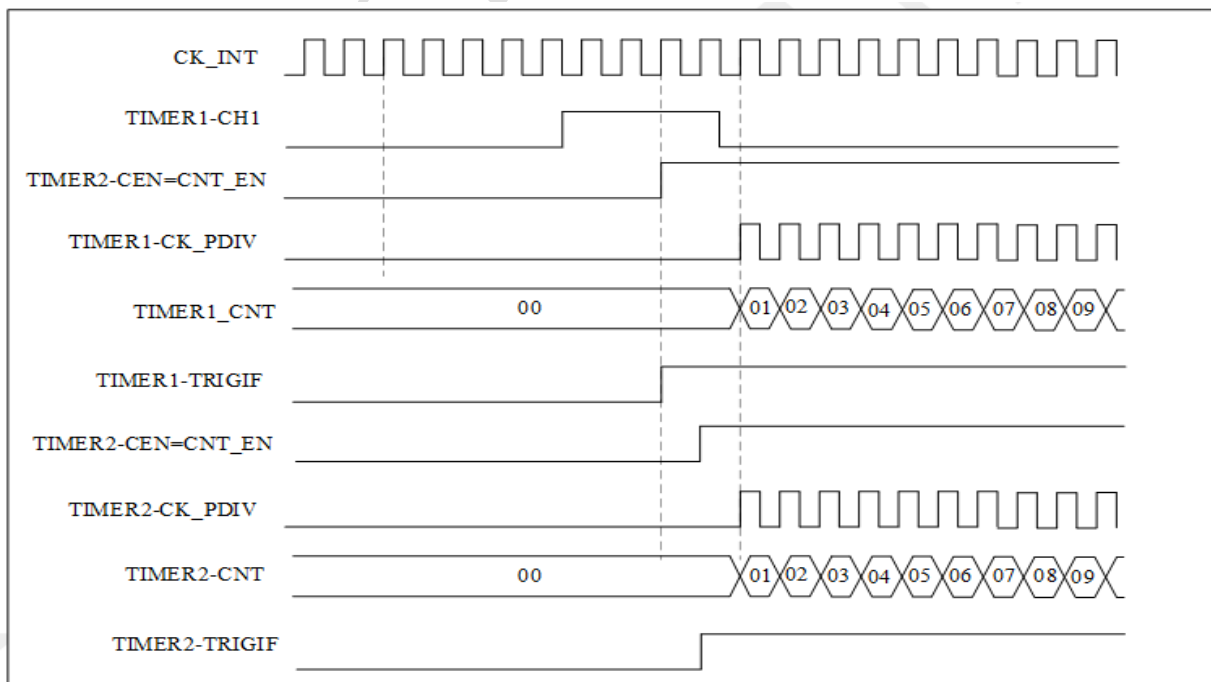 CK_INT
TIMER1-CH1
TIMER2-CEN=CNT_EN
TIMER1-CK_PDIV
TIMER1_CNT 00 01 02 03 04 05 06 07 08 09
TIMER1-TRIGIF
TIMER2-CEN=CNT_EN
TIMER2-CK_PDIV
TIMER2-CNT 00 01 02 03 04 05 06 07 08 09
TIMER2-TRIGIF